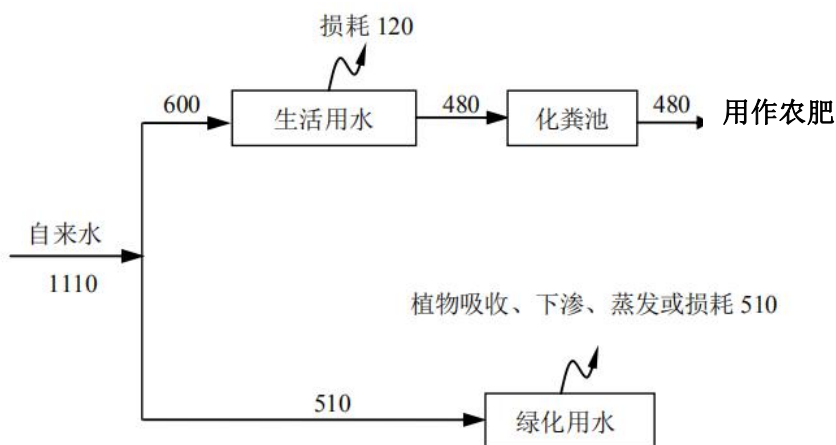 损耗 120
600
生活用水
480
化粪池
480
用作农肥
自来水
1110
植物吸收、下渗、蒸发或损耗 510
510
绿化用水